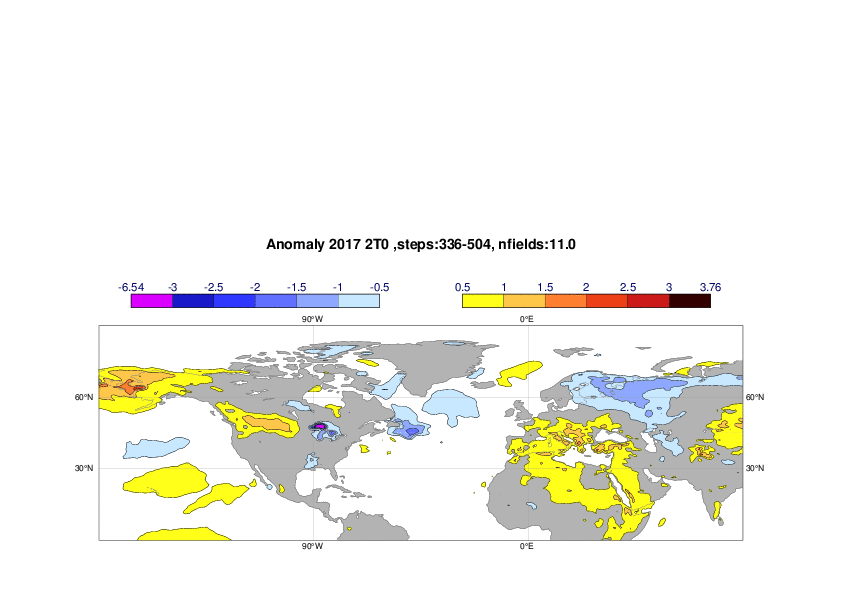 Anomaly 2017 2T0 ,steps:336-504, nfields:11.0
-6.54 -3 -2.5 -2 -1.5 -1 -0.5 0.5 1 1.5 2 2.5 3 3.76
90°W 0°E
60°N 60°N
30°N 30°N
90°W 0°E